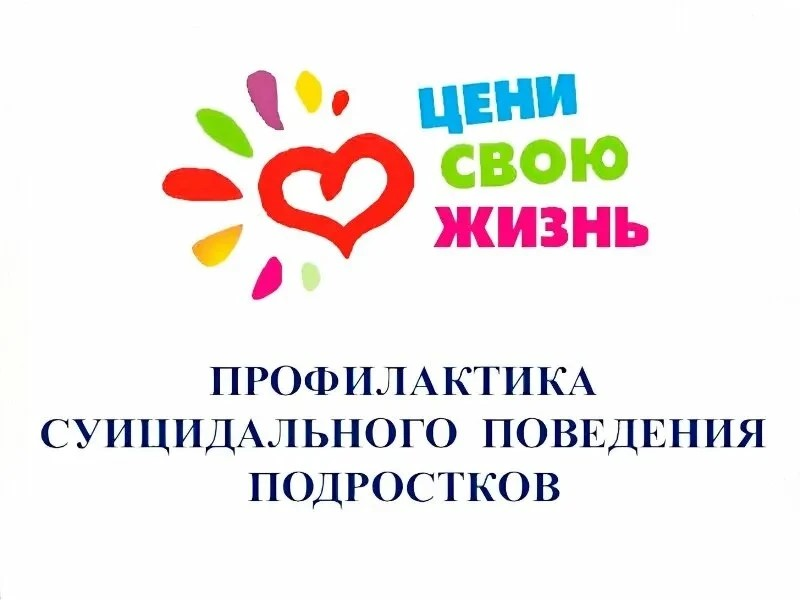 ЦЕНИ
СВОЮ
ЖИЗНЬ
ПРОФИЛАКТИКА
СУИЦИДАЛЬНОГО ПОВЕДЕНИЯ
ПОДРОСТКОВ